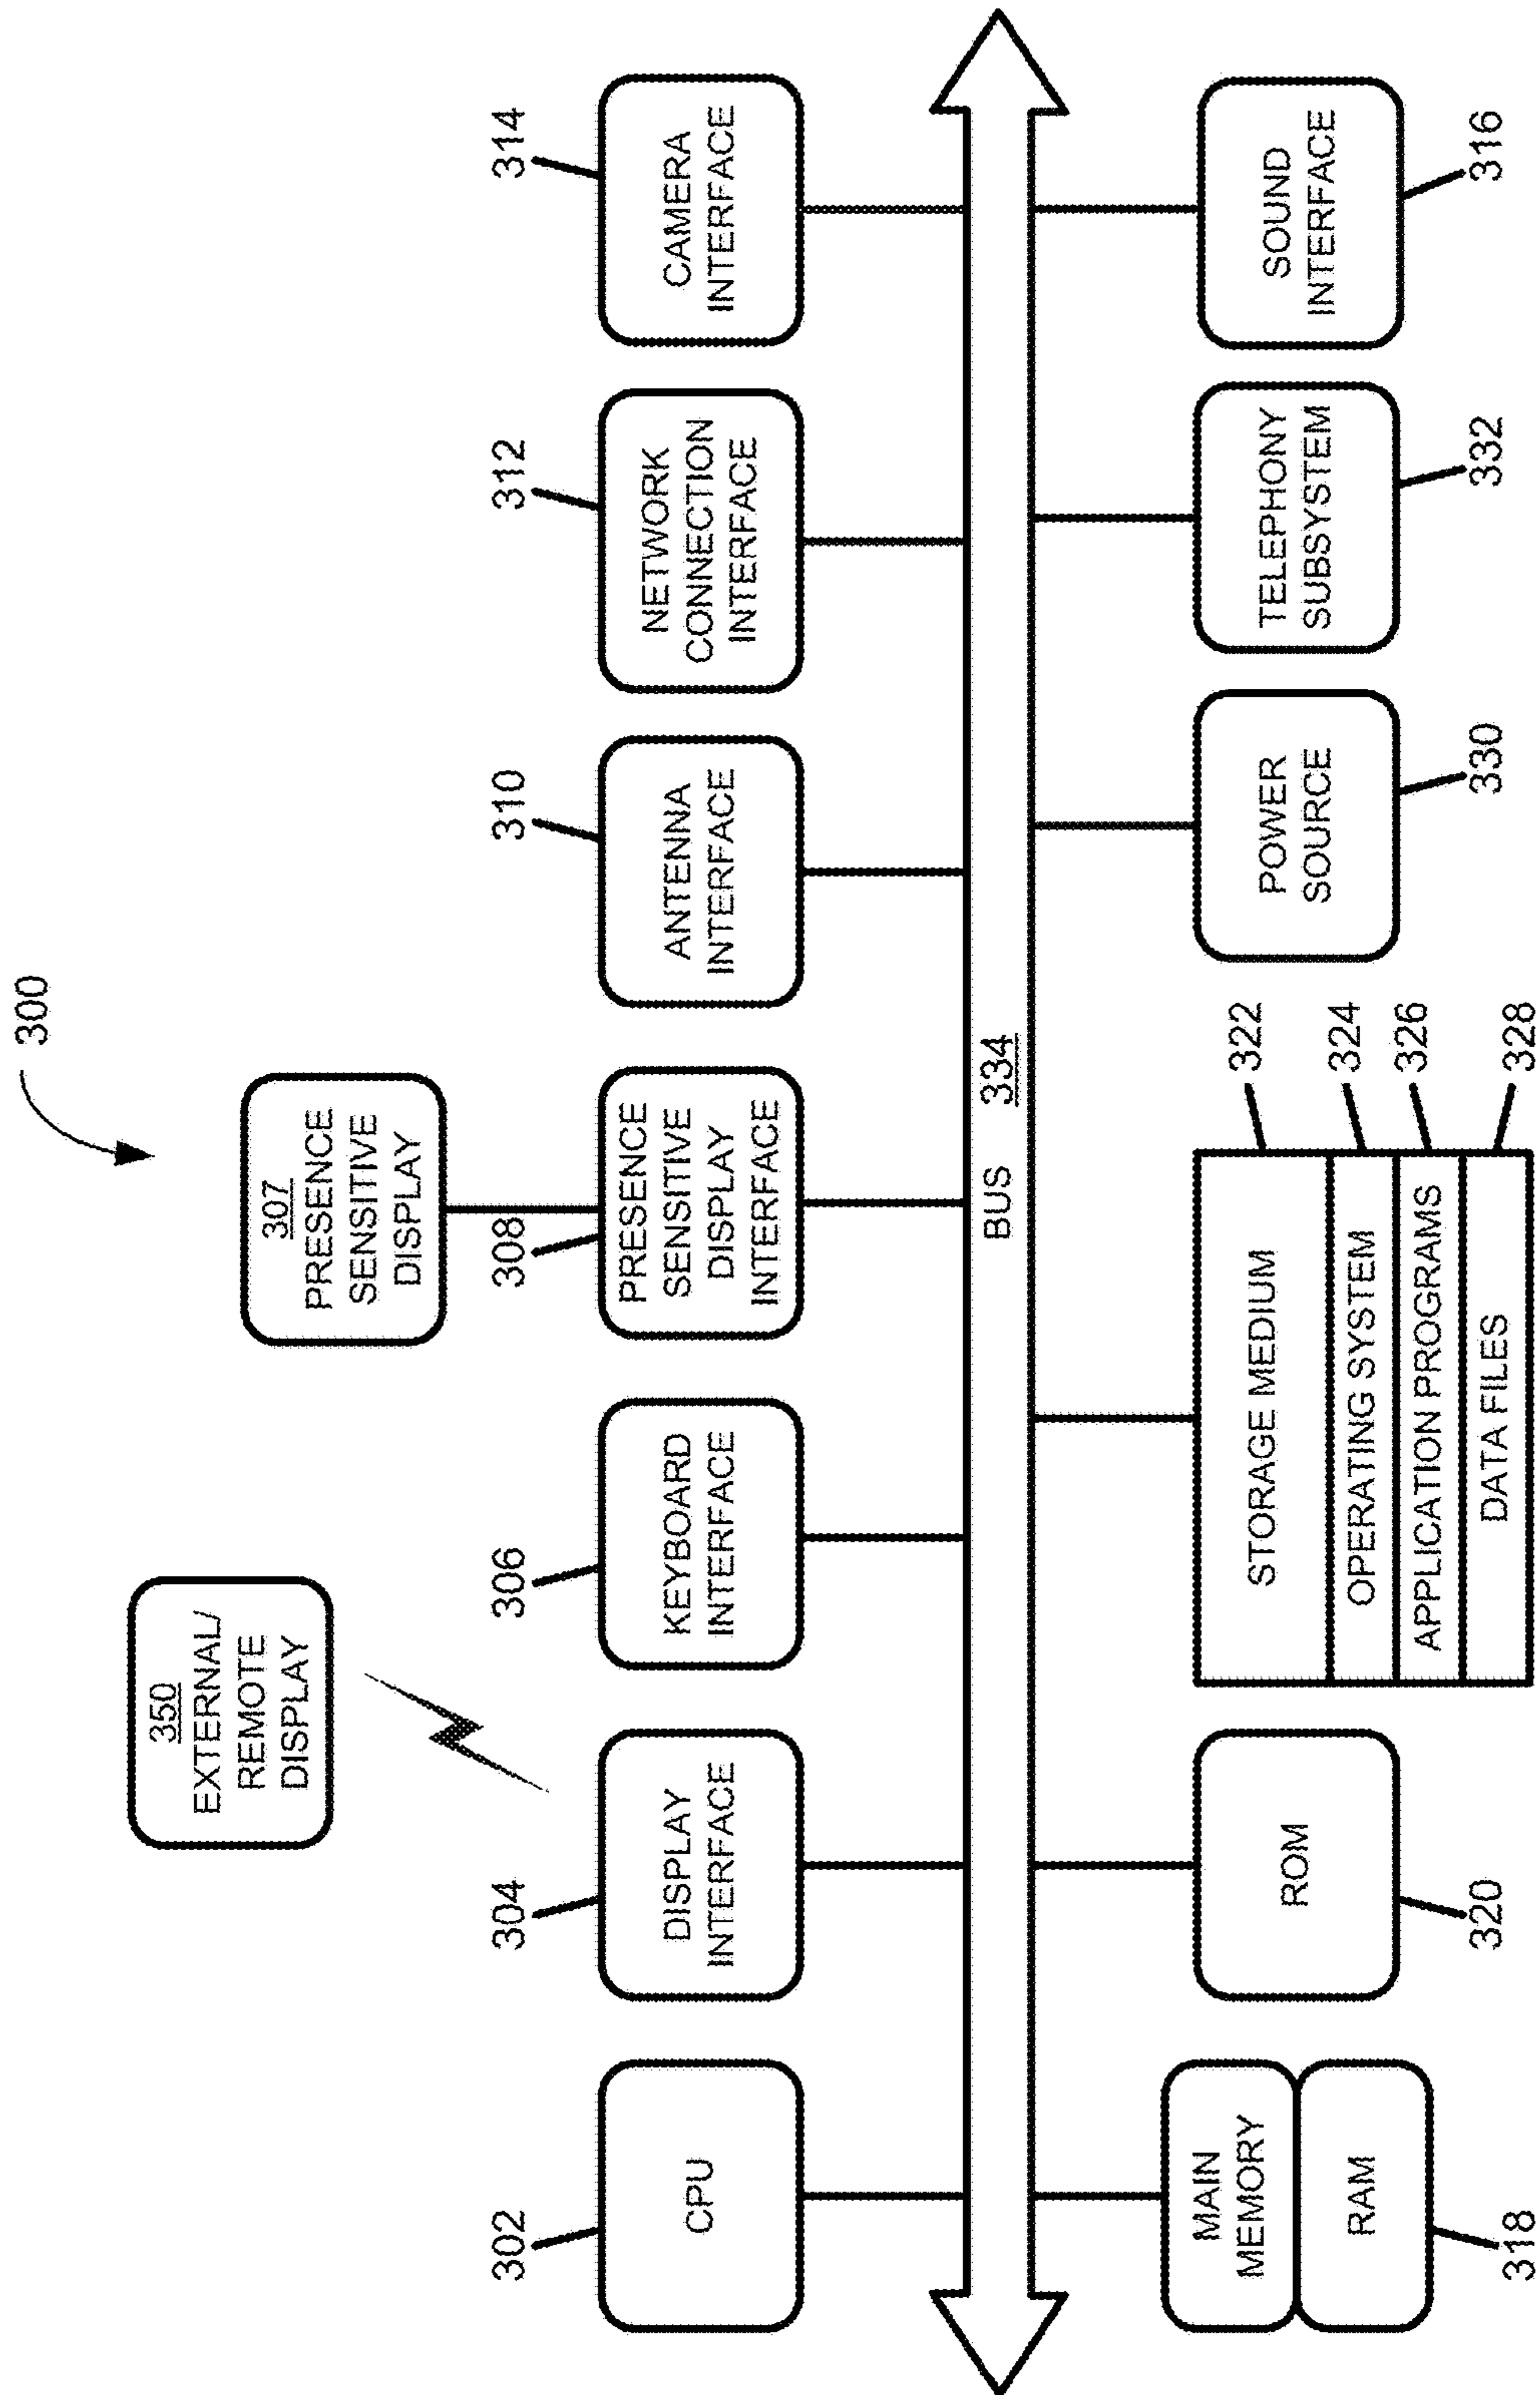 300
350
EXTERNAL/
REMOTE
DISPLAY
307
PRESENCE
SENSITIVE
DISPLAY
302
CPU
304
DISPLAY
INTERFACE
306
KEYBOARD
INTERFACE
308
PRESENCE
SENSITIVE
DISPLAY
INTERFACE
310
ANTENNA
INTERFACE
312
NETWORK
CONNECTION
INTERFACE
314
CAMERA
INTERFACE
BUS 334
MAIN
MEMORY
RAM
318
ROM
320
STORAGE MEDIUM
322
OPERATING SYSTEM
324
APPLICATION PROGRAMS
326
DATA FILES
328
POWER
SOURCE
330
TELEPHONY
SUBSYSTEM
332
SOUND
INTERFACE
316